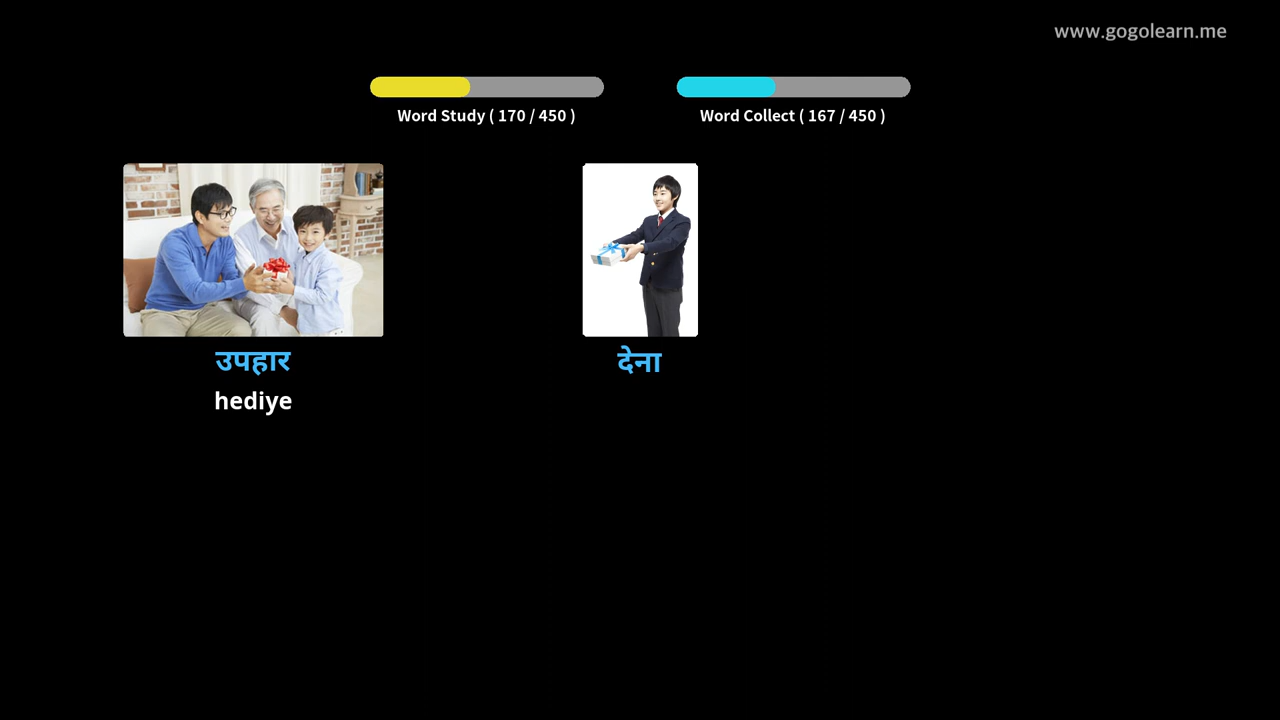 www.gogolearn.me
Word Study ( 170 / 450 )
Word Collect ( 167 / 450 )
उपहार
देना
hediye